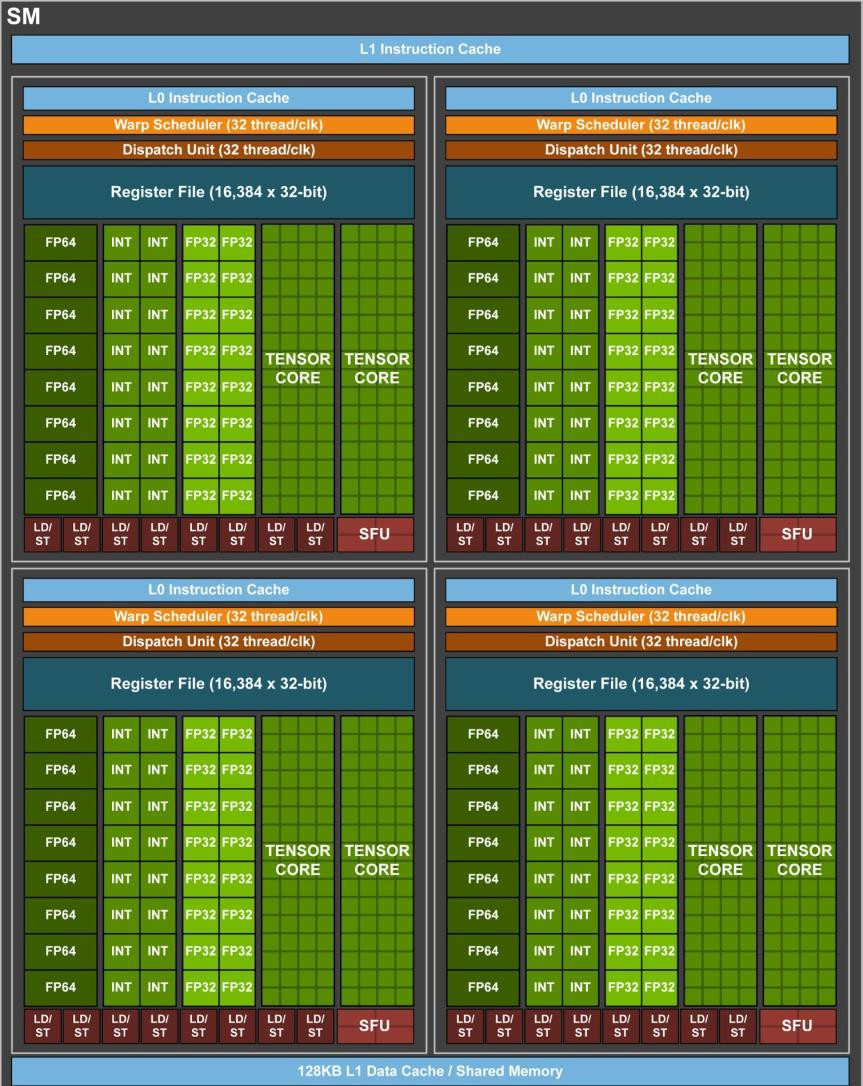 SM
L1 Instruction Cache
L0 Instruction Cache
Warp Scheduler (32 thread/clk)
Dispatch Unit (32 thread/clk)
Register File (16,384 x 32-bit)
FP64 INT INT FP32 FP32
FP64 INT INT FP32 FP32
FP64 INT INT FP32 FP32
FP64 INT INT FP32 FP32
TENSOR CORE TENSOR CORE
FP64 INT INT FP32 FP32
FP64 INT INT FP32 FP32
FP64 INT INT FP32 FP32
FP64 INT INT FP32 FP32
LD/ST LD/ST LD/ST LD/ST LD/ST LD/ST LD/ST LD/ST SFU
L0 Instruction Cache
Warp Scheduler (32 thread/clk)
Dispatch Unit (32 thread/clk)
Register File (16,384 x 32-bit)
FP64 INT INT FP32 FP32
FP64 INT INT FP32 FP32
FP64 INT INT FP32 FP32
FP64 INT INT FP32 FP32
TENSOR CORE TENSOR CORE
FP64 INT INT FP32 FP32
FP64 INT INT FP32 FP32
FP64 INT INT FP32 FP32
FP64 INT INT FP32 FP32
LD/ST LD/ST LD/ST LD/ST LD/ST LD/ST LD/ST LD/ST SFU
L0 Instruction Cache
Warp Scheduler (32 thread/clk)
Dispatch Unit (32 thread/clk)
Register File (16,384 x 32-bit)
FP64 INT INT FP32 FP32
FP64 INT INT FP32 FP32
FP64 INT INT FP32 FP32
FP64 INT INT FP32 FP32
TENSOR CORE TENSOR CORE
FP64 INT INT FP32 FP32
FP64 INT INT FP32 FP32
FP64 INT INT FP32 FP32
FP64 INT INT FP32 FP32
LD/ST LD/ST LD/ST LD/ST LD/ST LD/ST LD/ST LD/ST SFU
L0 Instruction Cache
Warp Scheduler (32 thread/clk)
Dispatch Unit (32 thread/clk)
Register File (16,384 x 32-bit)
FP64 INT INT FP32 FP32
FP64 INT INT FP32 FP32
FP64 INT INT FP32 FP32
FP64 INT INT FP32 FP32
TENSOR CORE TENSOR CORE
FP64 INT INT FP32 FP32
FP64 INT INT FP32 FP32
FP64 INT INT FP32 FP32
FP64 INT INT FP32 FP32
LD/ST LD/ST LD/ST LD/ST LD/ST LD/ST LD/ST LD/ST SFU
128KB L1 Data Cache / Shared Memory